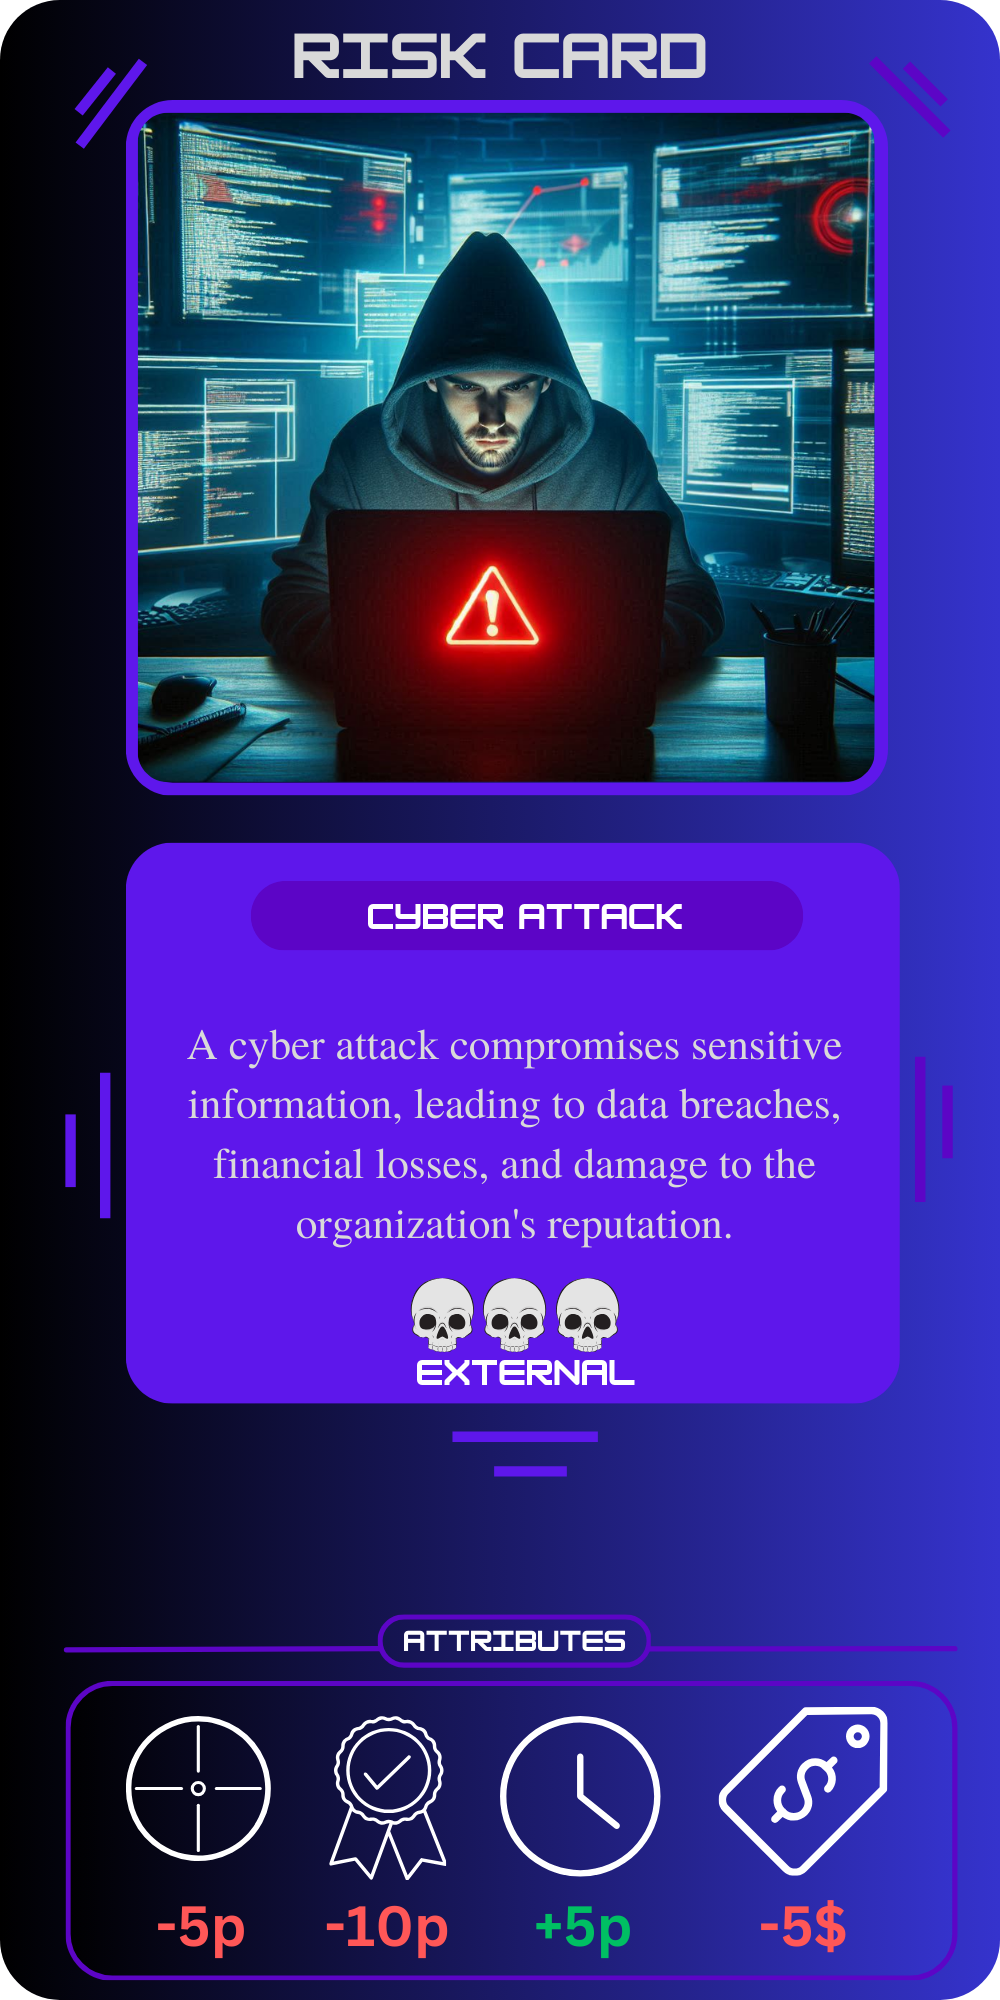 RISK CARD
CYBER ATTACK
A cyber attack compromises sensitive
information, leading to data breaches,
financial losses, and damage to the
organization's reputation.
EXTERNAL
ATTRIBUTES
-5p -10p +5p -5$